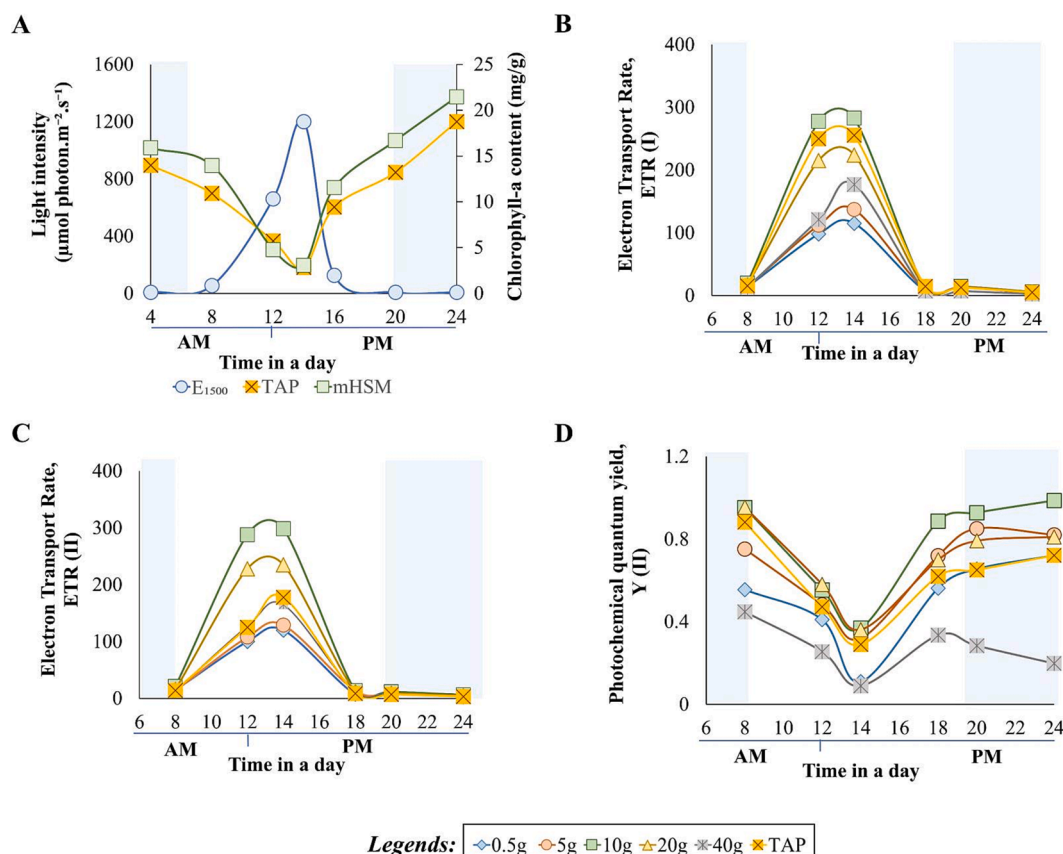 A
Light intensity
(μmol photon.m⁻².s⁻¹)
1600
1200
800
400
0
25
20
15
10
5
0
Chlorophyll-a content (mg/g)
4 8 12 16 20 24
AM PM
Time in a day
E₁₅₀₀ TAP mHSM
B
Electron Transport Rate,
ETR (I)
400
300
200
100
0
6 8 10 12 14 16 18 20 22 24
AM PM
Time in a day
C
Electron Transport Rate,
ETR (II)
400
300
200
100
0
6 8 10 12 14 16 18 20 22 24
AM PM
Time in a day
D
Photochemical quantum yield,
Y (II)
1.2
0.8
0.4
0
6 8 10 12 14 16 18 20 22 24
AM PM
Time in a day
Legends: 0.5g 5g 10g 20g 40g TAP